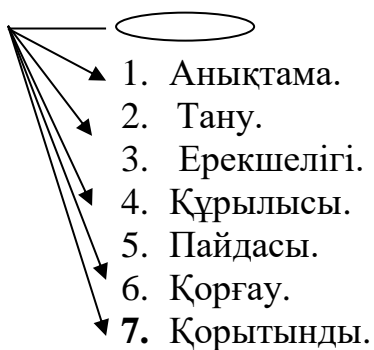 1. Анықтама.
2. Тану.
3. Ерекшелігі.
4. Құрылысы.
5. Пайдасы.
6. Қорғау.
7. Қорытынды.